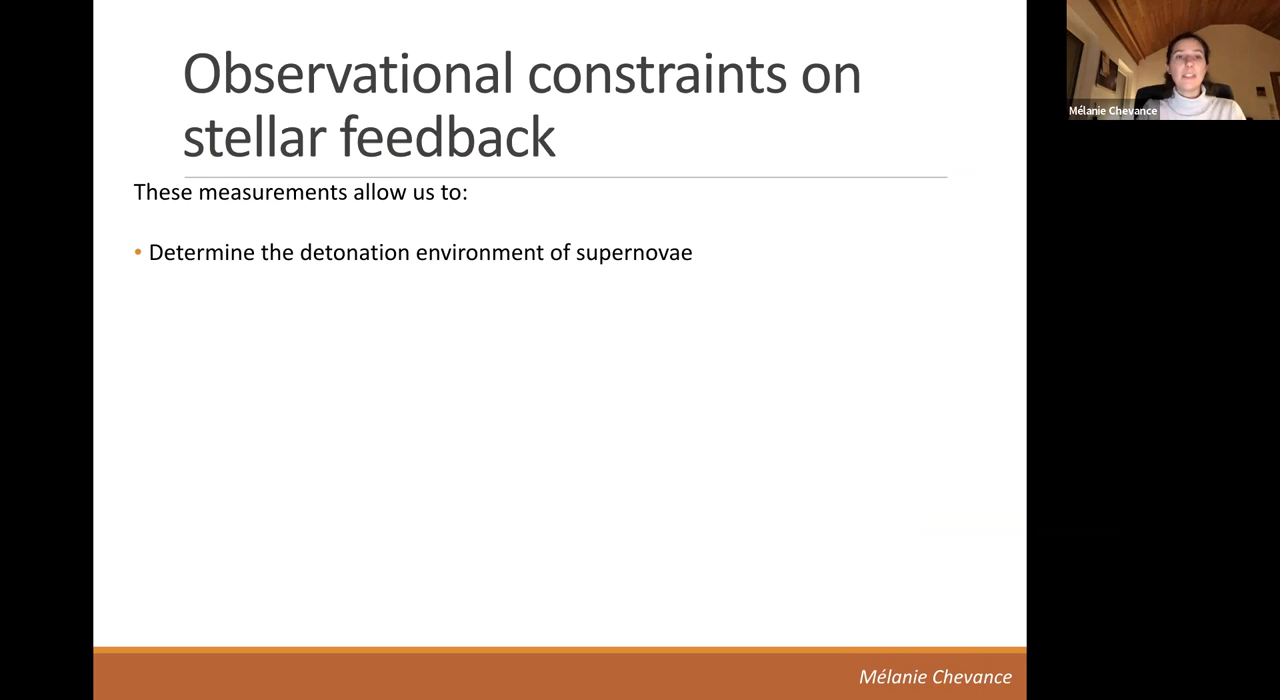 Observational constraints on
stellar feedback
These measurements allow us to:
• Determine the detonation environment of supernovae
Mélanie Chevance
Mélanie Chevance